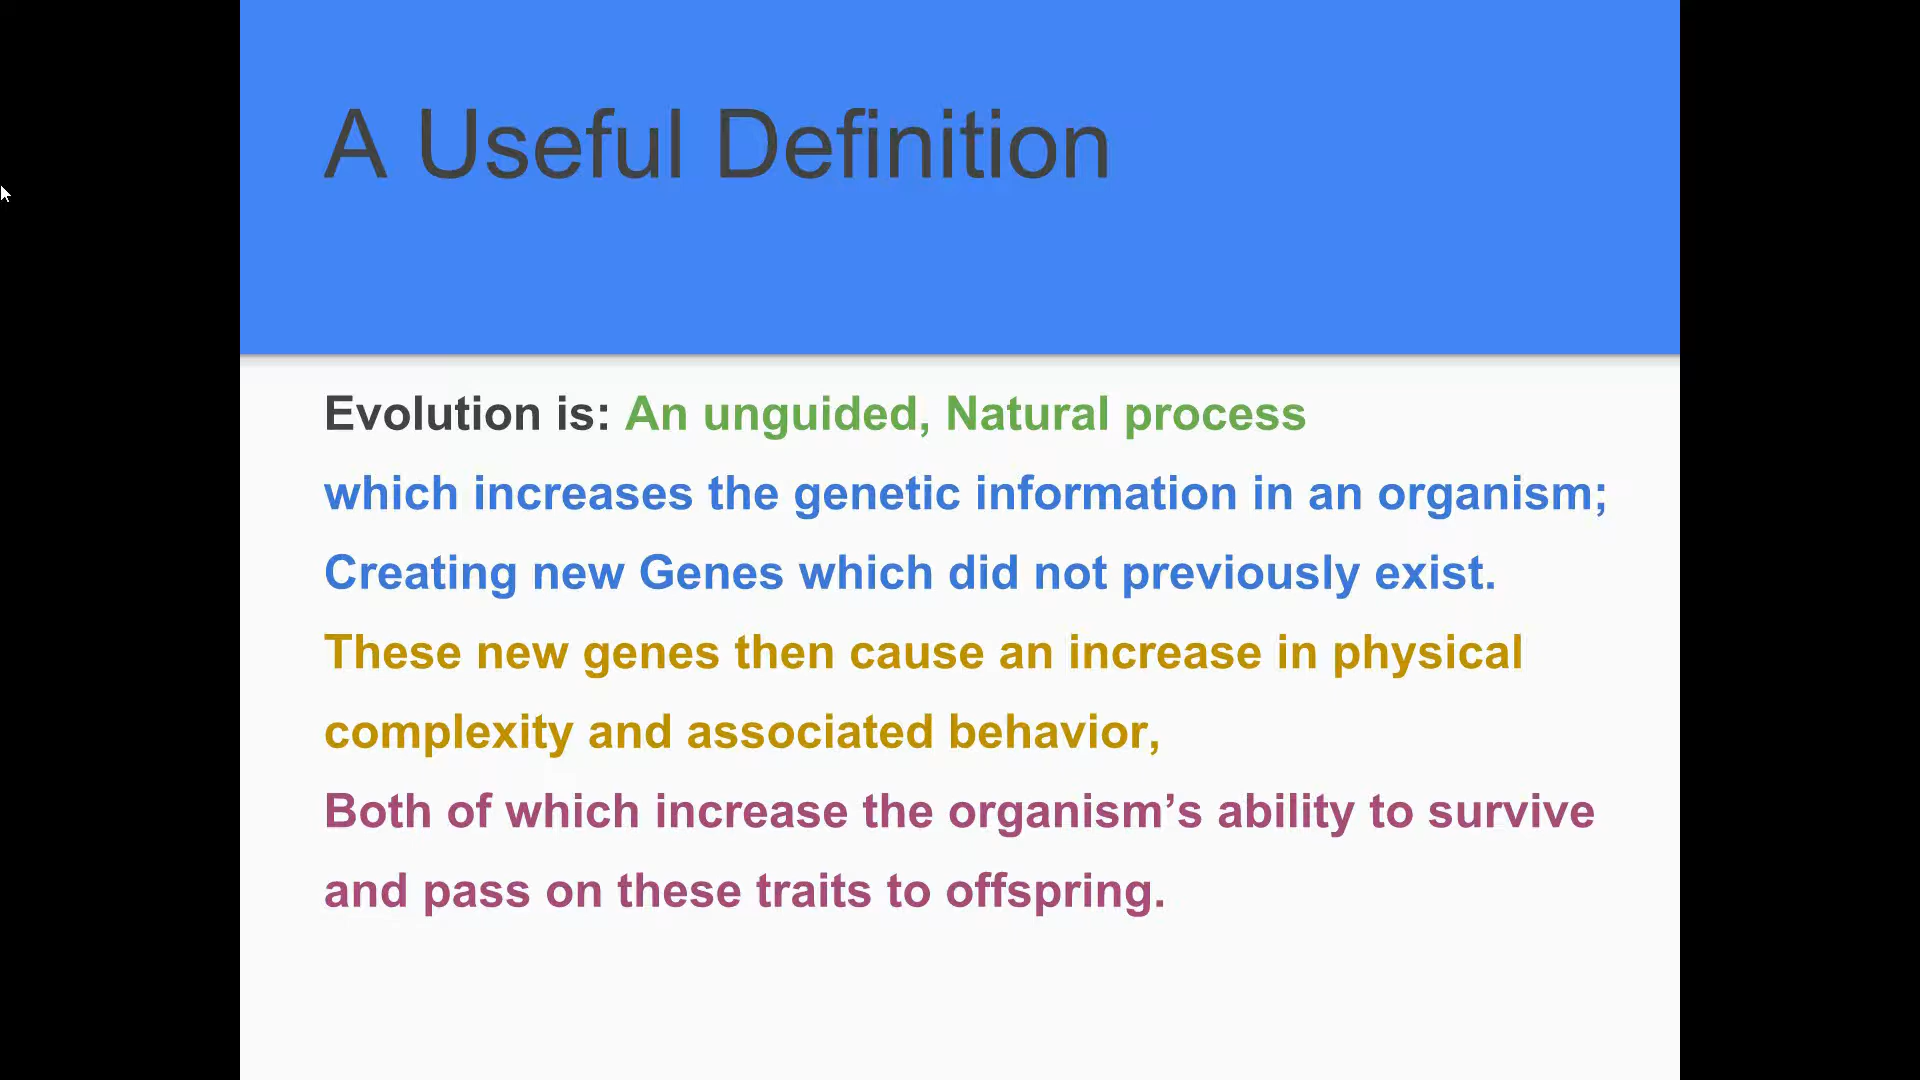 A Useful Definition
Evolution is: An unguided, Natural process
which increases the genetic information in an organism;
Creating new Genes which did not previously exist.
These new genes then cause an increase in physical
complexity and associated behavior,
Both of which increase the organism’s ability to survive
and pass on these traits to offspring.